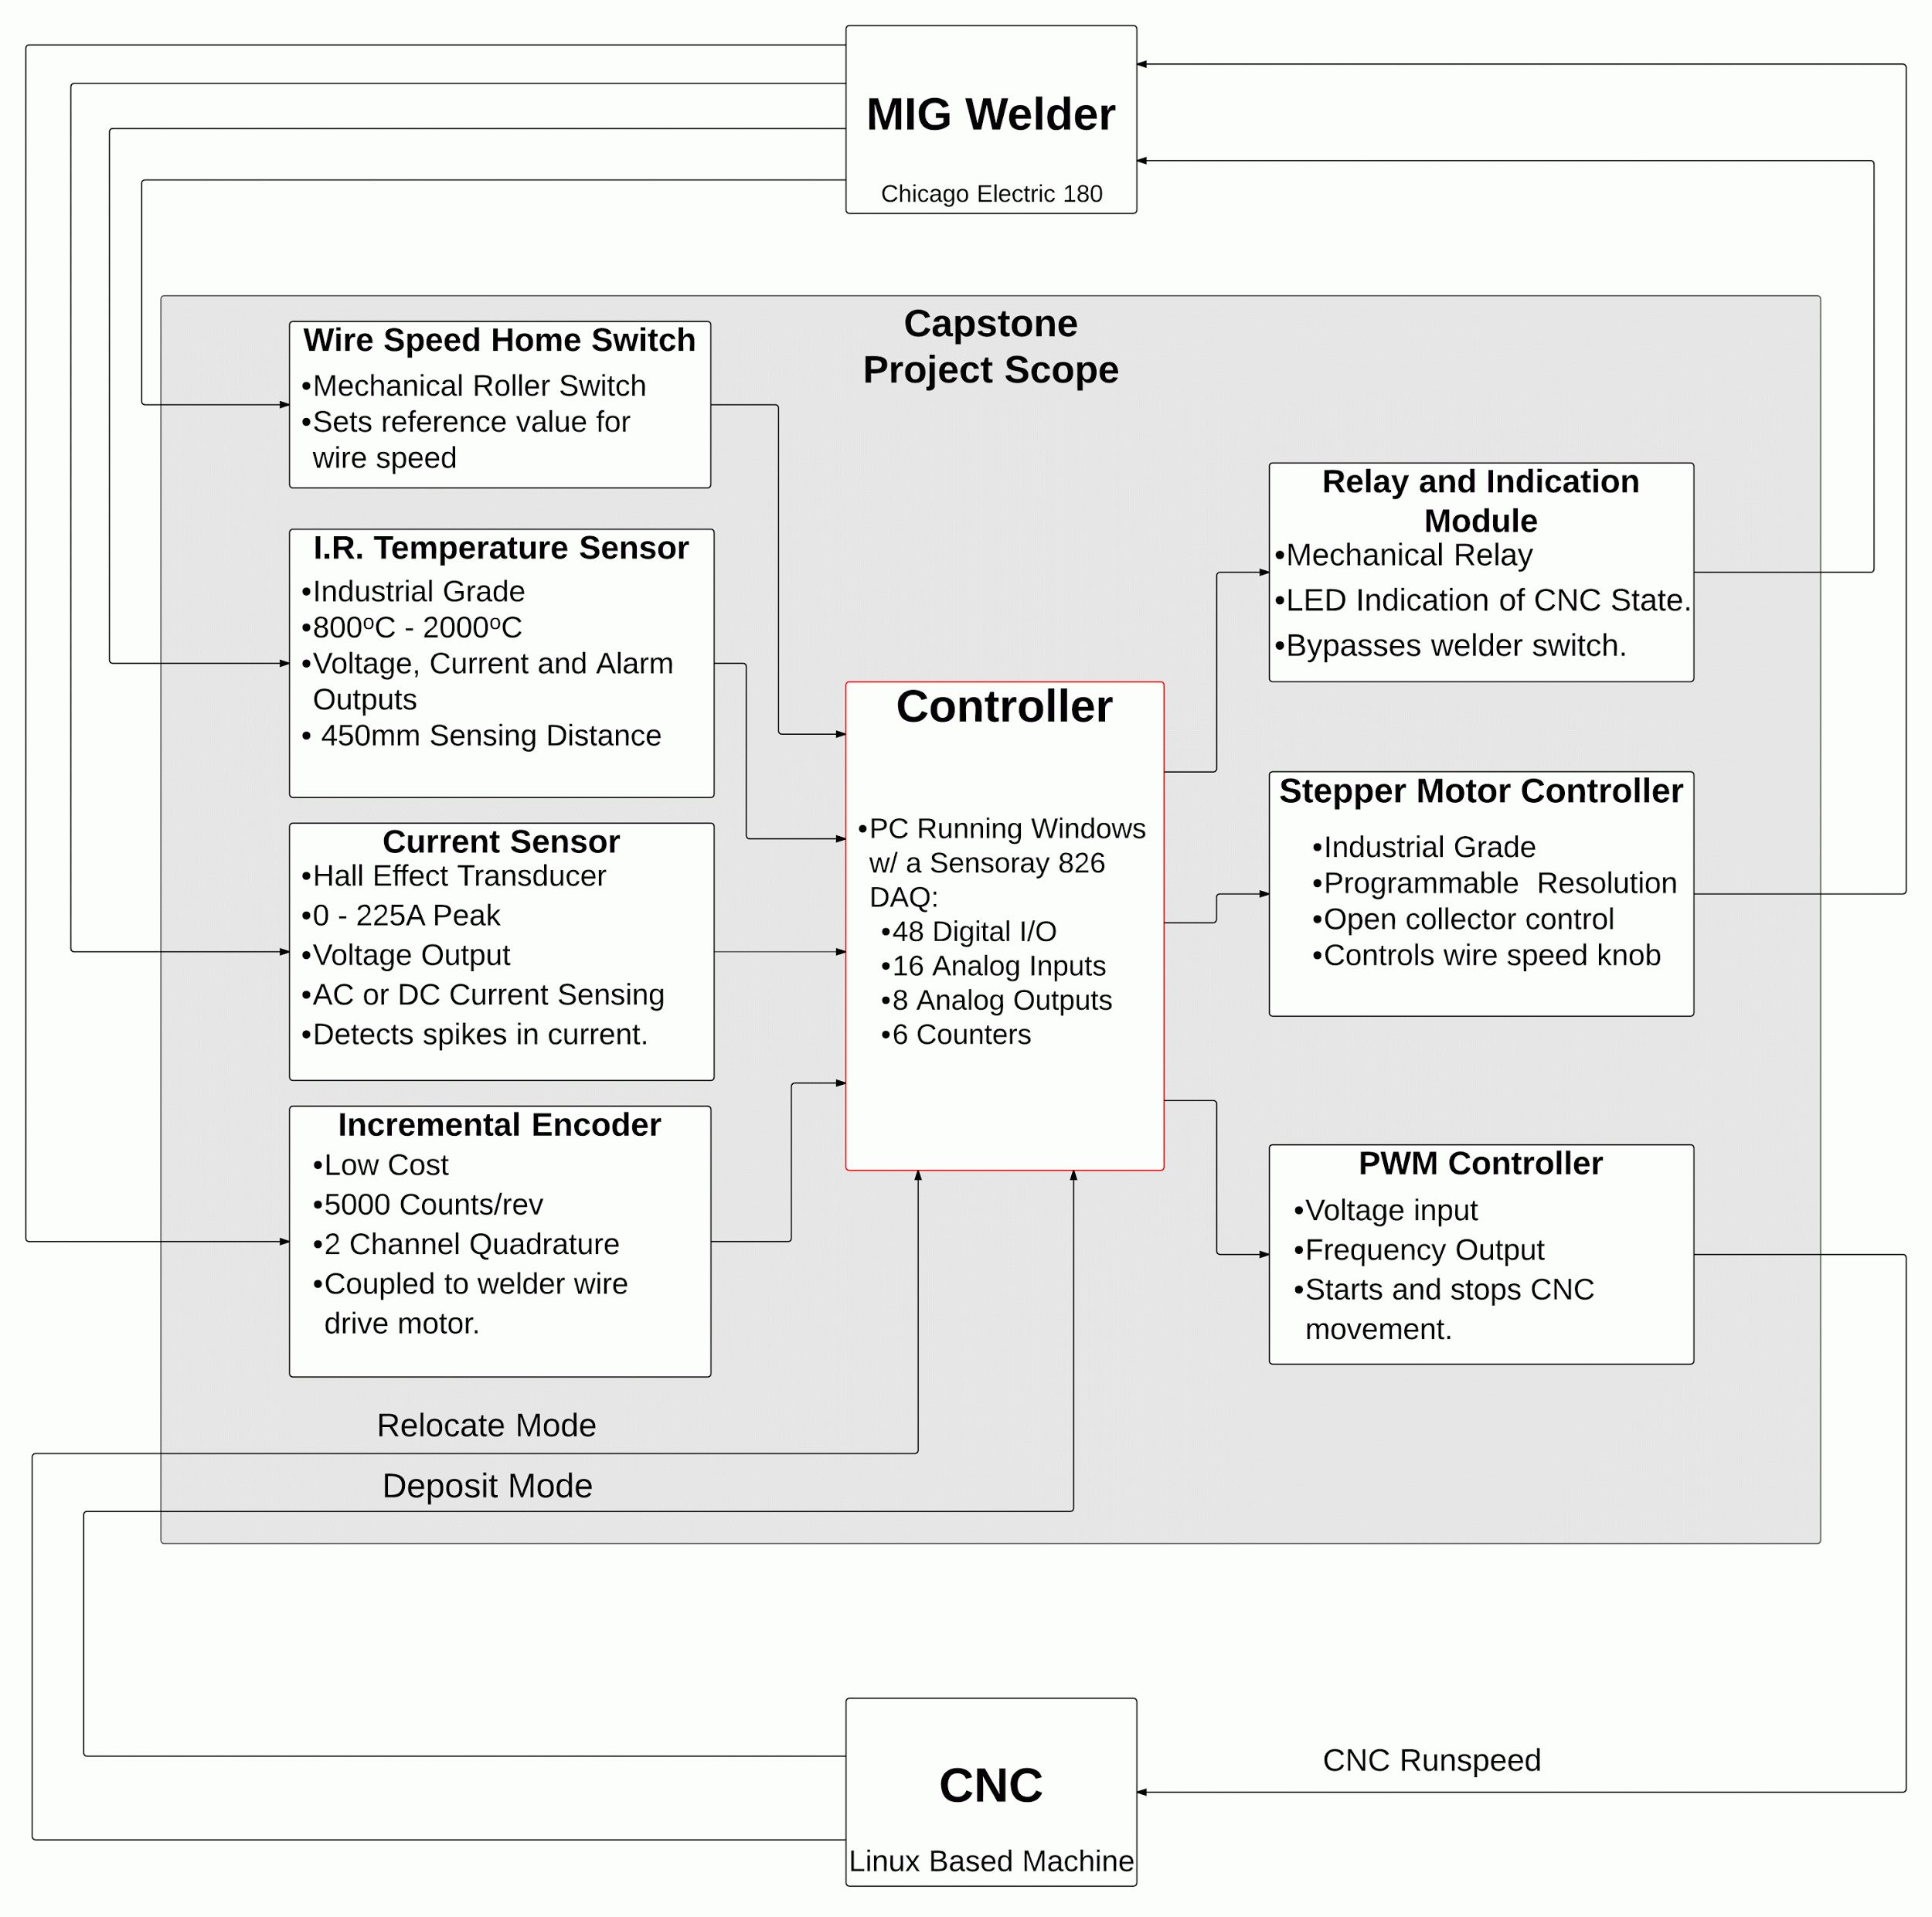 MIG Welder
Chicago Electric 180
Capstone
Project Scope
Wire Speed Home Switch
•Mechanical Roller Switch
•Sets reference value for
wire speed
I.R. Temperature Sensor
•Industrial Grade
•800ºC - 2000ºC
•Voltage, Current and Alarm
Outputs
• 450mm Sensing Distance
Current Sensor
•Hall Effect Transducer
•0 - 225A Peak
•Voltage Output
•AC or DC Current Sensing
•Detects spikes in current.
Incremental Encoder
•Low Cost
•5000 Counts/rev
•2 Channel Quadrature
•Coupled to welder wire
drive motor.
Relocate Mode
Deposit Mode
Controller
•PC Running Windows
w/ a Sensoray 826
DAQ:
•48 Digital I/O
•16 Analog Inputs
•8 Analog Outputs
•6 Counters
Relay and Indication
Module
•Mechanical Relay
•LED Indication of CNC State.
•Bypasses welder switch.
Stepper Motor Controller
•Industrial Grade
•Programmable  Resolution
•Open collector control
•Controls wire speed knob
PWM Controller
•Voltage input
•Frequency Output
•Starts and stops CNC
movement.
CNC Runspeed
CNC
Linux Based Machine